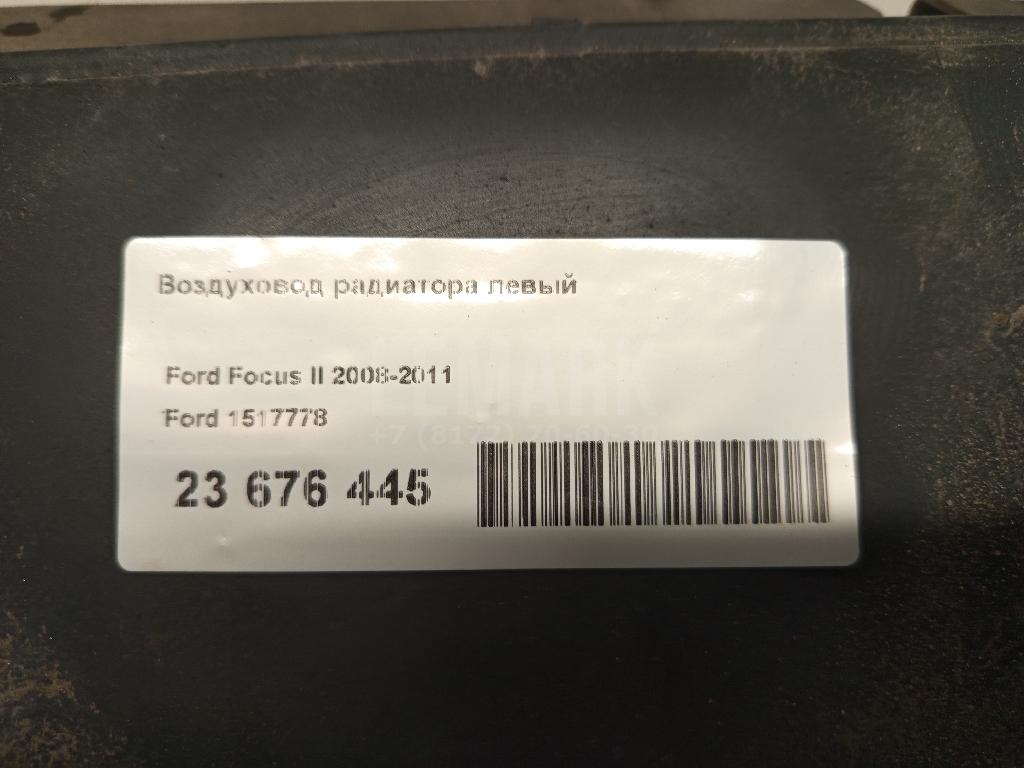 Воздуховод радиатора левый
Ford Focus II 2008-2011
Ford 1517778
23 676 445